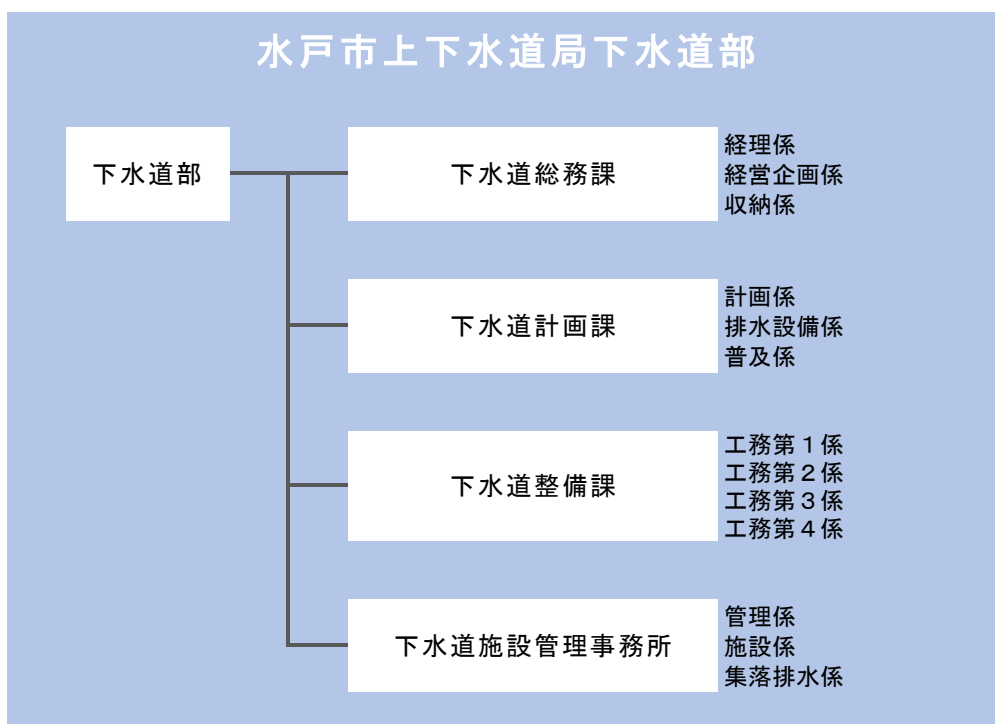 水戸市上下水道局下水道部
下水道部
下水道総務課
経理係
経営企画係
収納係
下水道計画課
計画係
排水設備係
普及係
下水道整備課
工務第１係
工務第２係
工務第３係
工務第４係
下水道施設管理事務所
管理係
施設係
集落排水係